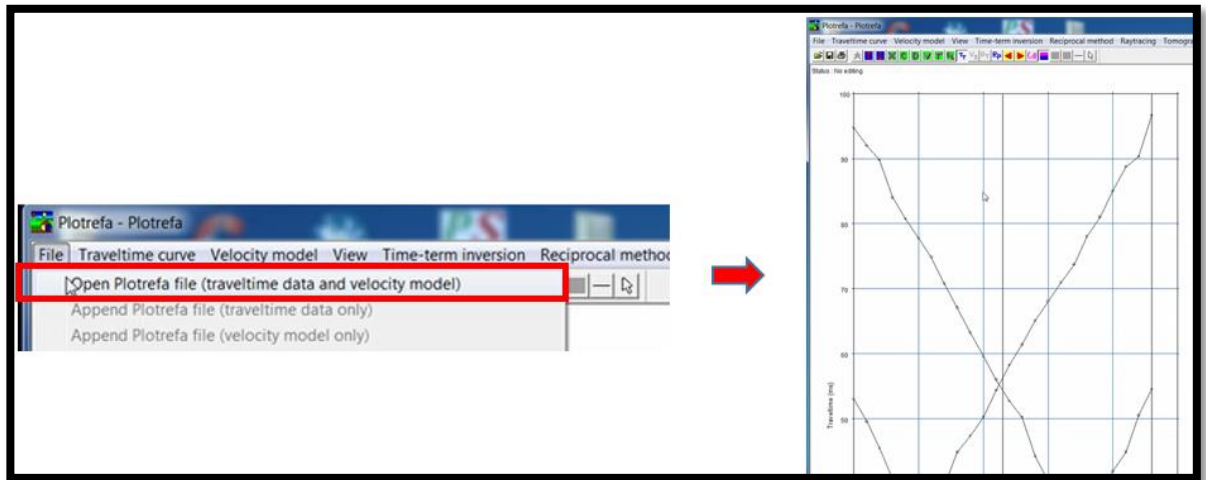 Plotrefa - Plotrefa
File Traveltime curve Velocity model View Time-term inversion Reciprocal metho
Open Plotrefa file (traveltime data and velocity model)
Append Plotrefa file (traveltime data only)
Append Plotrefa file (velocity model only)
Plotrefa - Plotrefa
File Traveltime curve Velocity model View Time-term inversion Reciprocal method Raytracing Tomogra
Status : No editing
100
90
80
70
60
50
Traveltime (ms)